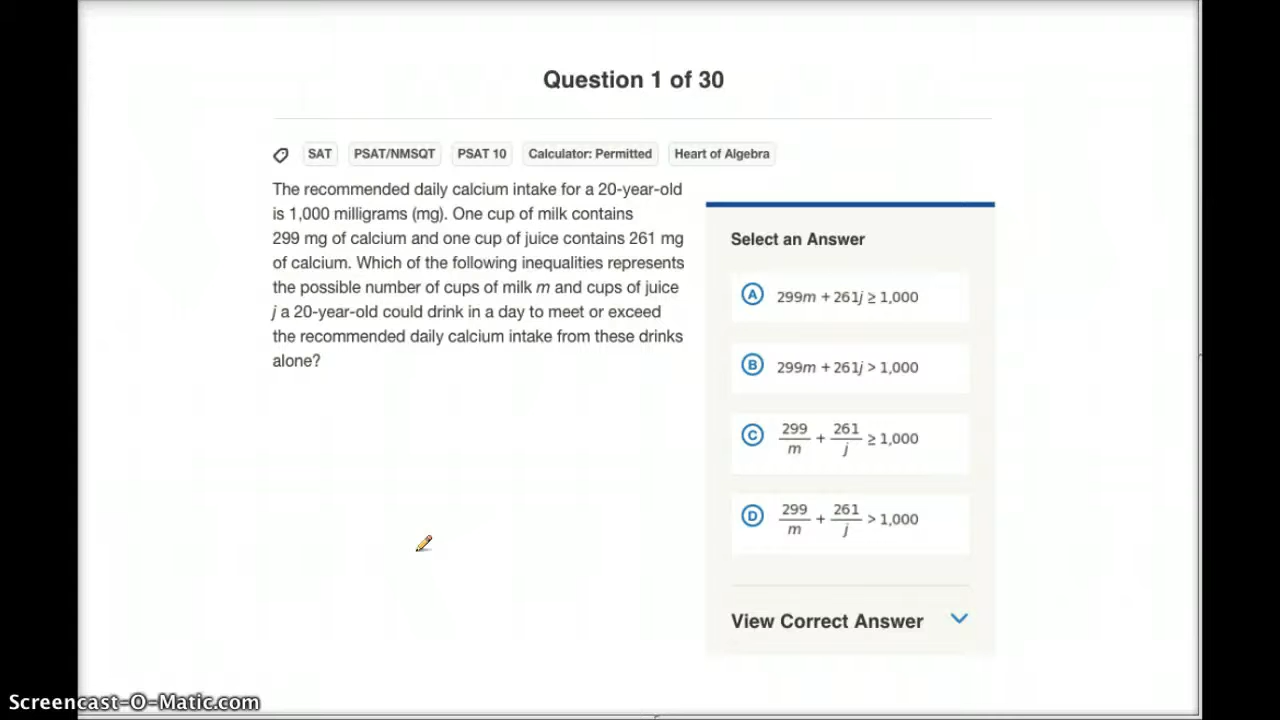 Question 1 of 30
SAT PSAT/NMSQT PSAT 10 Calculator: Permitted Heart of Algebra
The recommended daily calcium intake for a 20-year-old
is 1,000 milligrams (mg). One cup of milk contains
299 mg of calcium and one cup of juice contains 261 mg
of calcium. Which of the following inequalities represents
the possible number of cups of milk m and cups of juice
j a 20-year-old could drink in a day to meet or exceed
the recommended daily calcium intake from these drinks
alone?
Select an Answer
A 299m + 261j ≥ 1,000
B 299m + 261j > 1,000
C 299/m + 261/j ≥ 1,000
D 299/m + 261/j > 1,000
View Correct Answer
Screencast-O-Matic.com